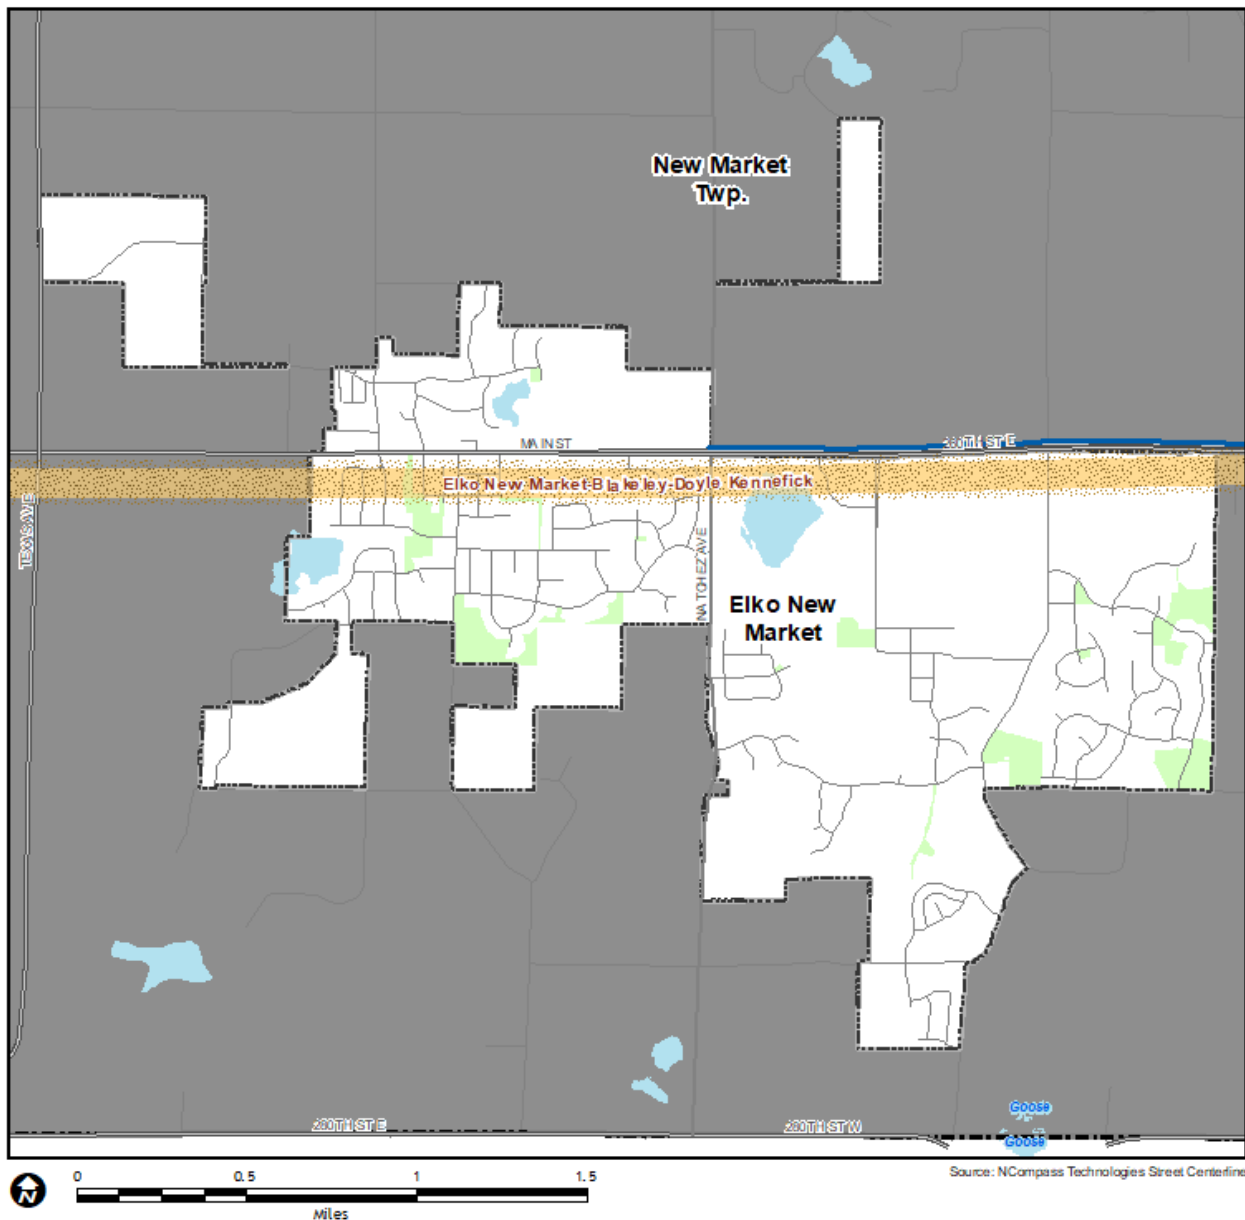 New Market
Twp.
MAIN ST
260TH ST E
Elko New Market-Blakeley-Doyle Kennefick
TEXAS AVE
NATCHEZ AVE
Elko New
Market
Goose
280TH ST E
280TH ST W
Goose
N
0 0.5 1 1.5
Miles
Source: NCompass Technologies Street Centerline